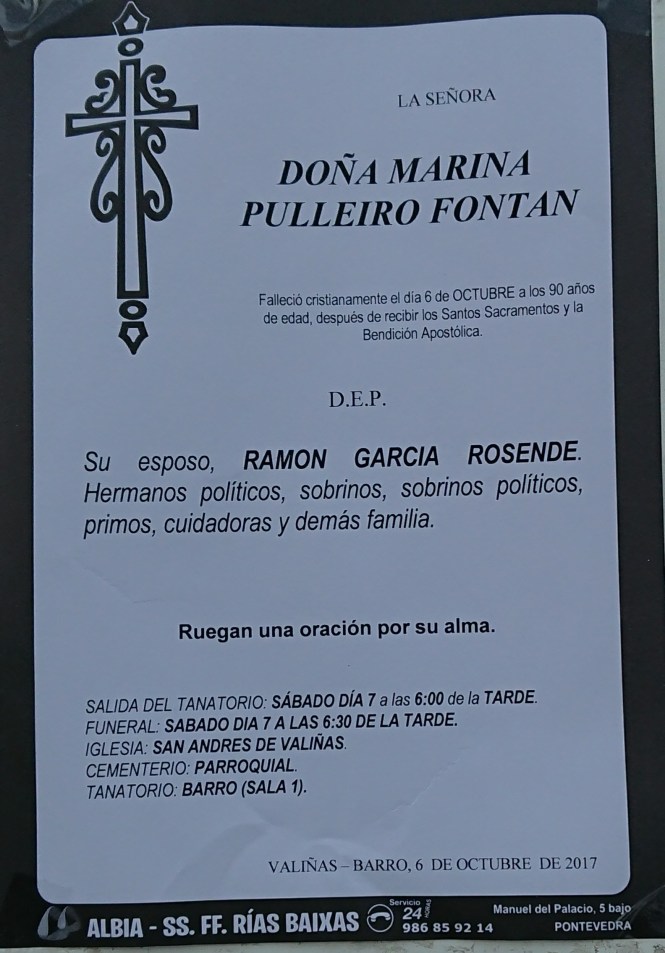 LA SEÑORA
DOÑA MARINA
PULLEIRO FONTAN
Falleció cristianamente el día 6 de OCTUBRE a los 90 años
de edad, después de recibir los Santos Sacramentos y la
Bendición Apostólica.
D.E.P.
Su esposo, RAMON GARCIA ROSENDE.
Hermanos políticos, sobrinos, sobrinos políticos,
primos, cuidadoras y demás familia.
Ruegan una oración por su alma.
SALIDA DEL TANATORIO: SÁBADO DÍA 7 a las 6:00 de la TARDE.
FUNERAL: SABADO DIA 7 A LAS 6:30 DE LA TARDE.
IGLESIA: SAN ANDRES DE VALIÑAS.
CEMENTERIO: PARROQUIAL.
TANATORIO: BARRO (SALA 1).
VALIÑAS – BARRO, 6 DE OCTUBRE DE 2017
ALBIA - SS. FF. RÍAS BAIXAS
Servicio
24 HORAS
986 85 92 14
Manuel del Palacio, 5 bajo
PONTEVEDRA